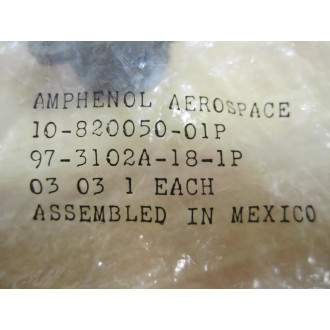 AMPHENOL AEROSPACE
10-820050-01P
97-3102A-18-1P
03 03 1 EACH
ASSEMBLED IN MEXICO